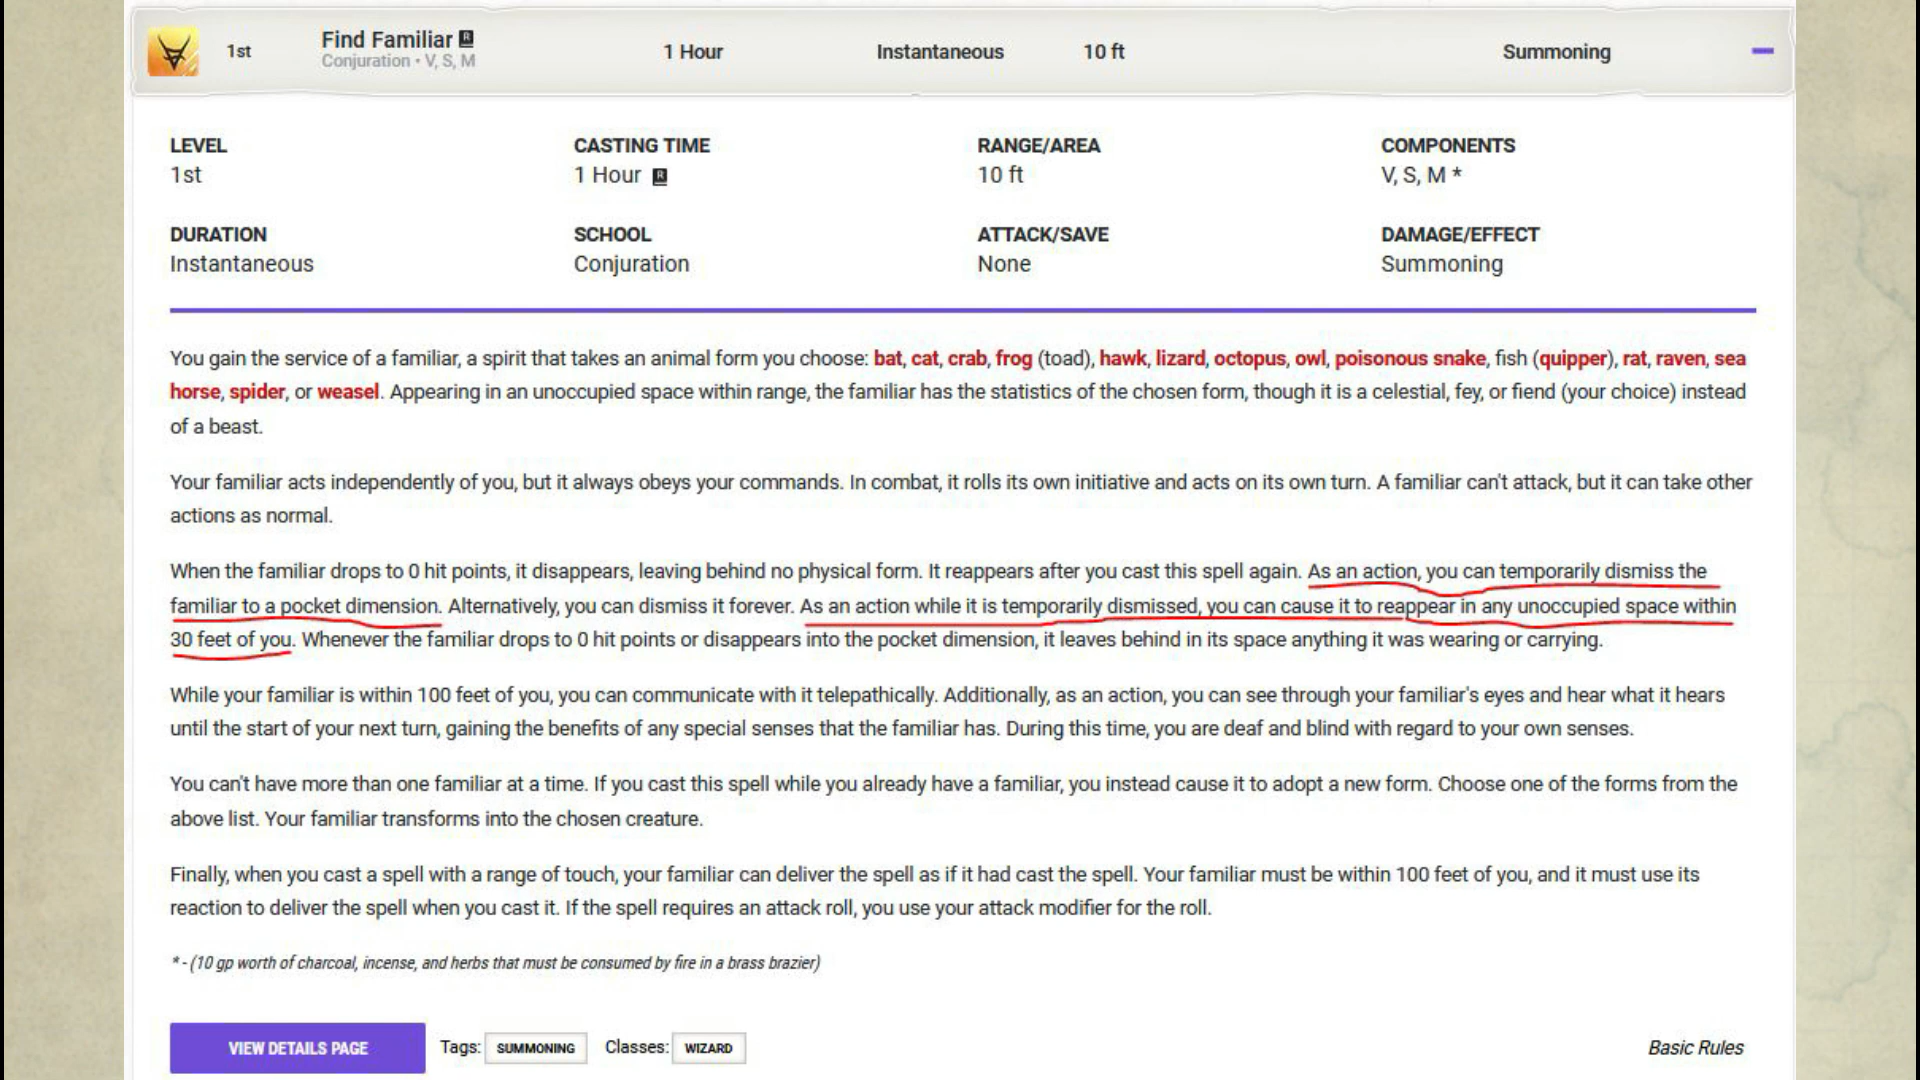 1st
Find Familiar R
Conjuration • V, S, M
1 Hour
Instantaneous
10 ft
Summoning
LEVEL
1st
CASTING TIME
1 Hour R
RANGE/AREA
10 ft
COMPONENTS
V, S, M *
DURATION
Instantaneous
SCHOOL
Conjuration
ATTACK/SAVE
None
DAMAGE/EFFECT
Summoning
You gain the service of a familiar, a spirit that takes an animal form you choose: bat, cat, crab, frog (toad), hawk, lizard, octopus, owl, poisonous snake, fish (quipper), rat, raven, sea
horse, spider, or weasel. Appearing in an unoccupied space within range, the familiar has the statistics of the chosen form, though it is a celestial, fey, or fiend (your choice) instead
of a beast.
Your familiar acts independently of you, but it always obeys your commands. In combat, it rolls its own initiative and acts on its own turn. A familiar can't attack, but it can take other
actions as normal.
When the familiar drops to 0 hit points, it disappears, leaving behind no physical form. It reappears after you cast this spell again. As an action, you can temporarily dismiss the
familiar to a pocket dimension. Alternatively, you can dismiss it forever. As an action while it is temporarily dismissed, you can cause it to reappear in any unoccupied space within
30 feet of you. Whenever the familiar drops to 0 hit points or disappears into the pocket dimension, it leaves behind in its space anything it was wearing or carrying.
While your familiar is within 100 feet of you, you can communicate with it telepathically. Additionally, as an action, you can see through your familiar's eyes and hear what it hears
until the start of your next turn, gaining the benefits of any special senses that the familiar has. During this time, you are deaf and blind with regard to your own senses.
You can't have more than one familiar at a time. If you cast this spell while you already have a familiar, you instead cause it to adopt a new form. Choose one of the forms from the
above list. Your familiar transforms into the chosen creature.
Finally, when you cast a spell with a range of touch, your familiar can deliver the spell as if it had cast the spell. Your familiar must be within 100 feet of you, and it must use its
reaction to deliver the spell when you cast it. If the spell requires an attack roll, you use your attack modifier for the roll.
* - (10 gp worth of charcoal, incense, and herbs that must be consumed by fire in a brass brazier)
VIEW DETAILS PAGE
Tags: SUMMONING
Classes: WIZARD
Basic Rules